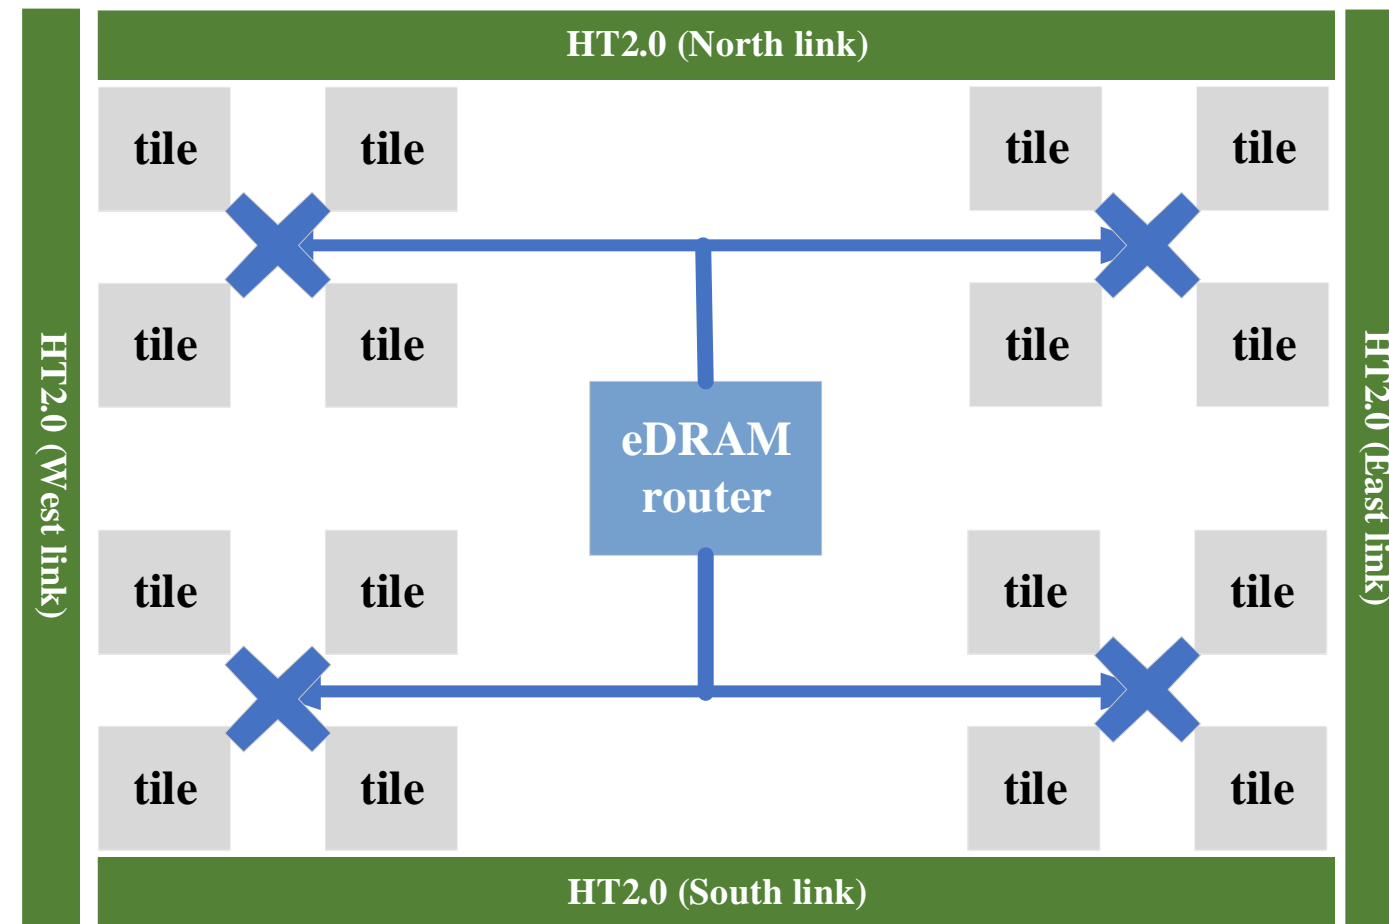 HT2.0 (North link)
tile tile tile tile
tile tile tile tile
HT2.0 (West link)
eDRAM
router
HT2.0 (East link)
tile tile tile tile
tile tile tile tile
HT2.0 (South link)